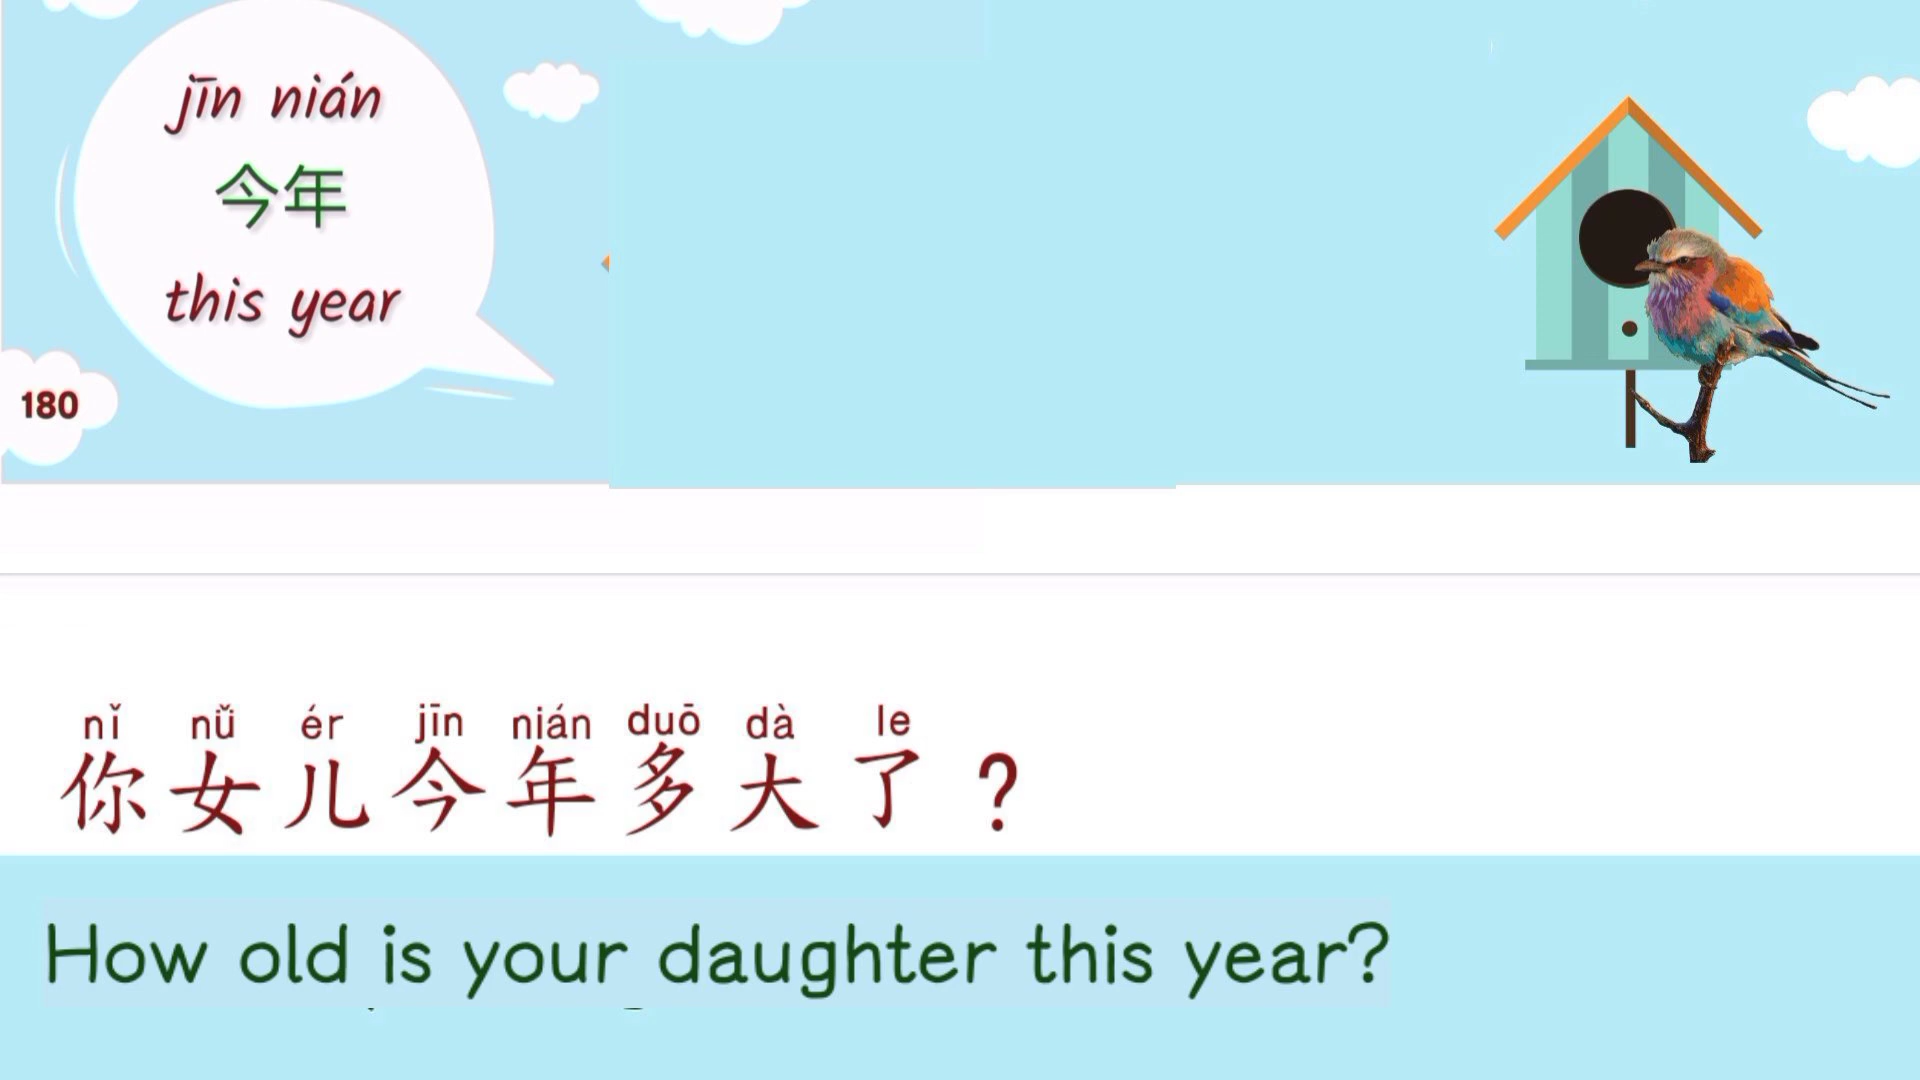 jīn nián
今年
this year
180
nǐ nǚ ér jīn nián duō dà le
你女儿今年多大了?
How old is your daughter this year?